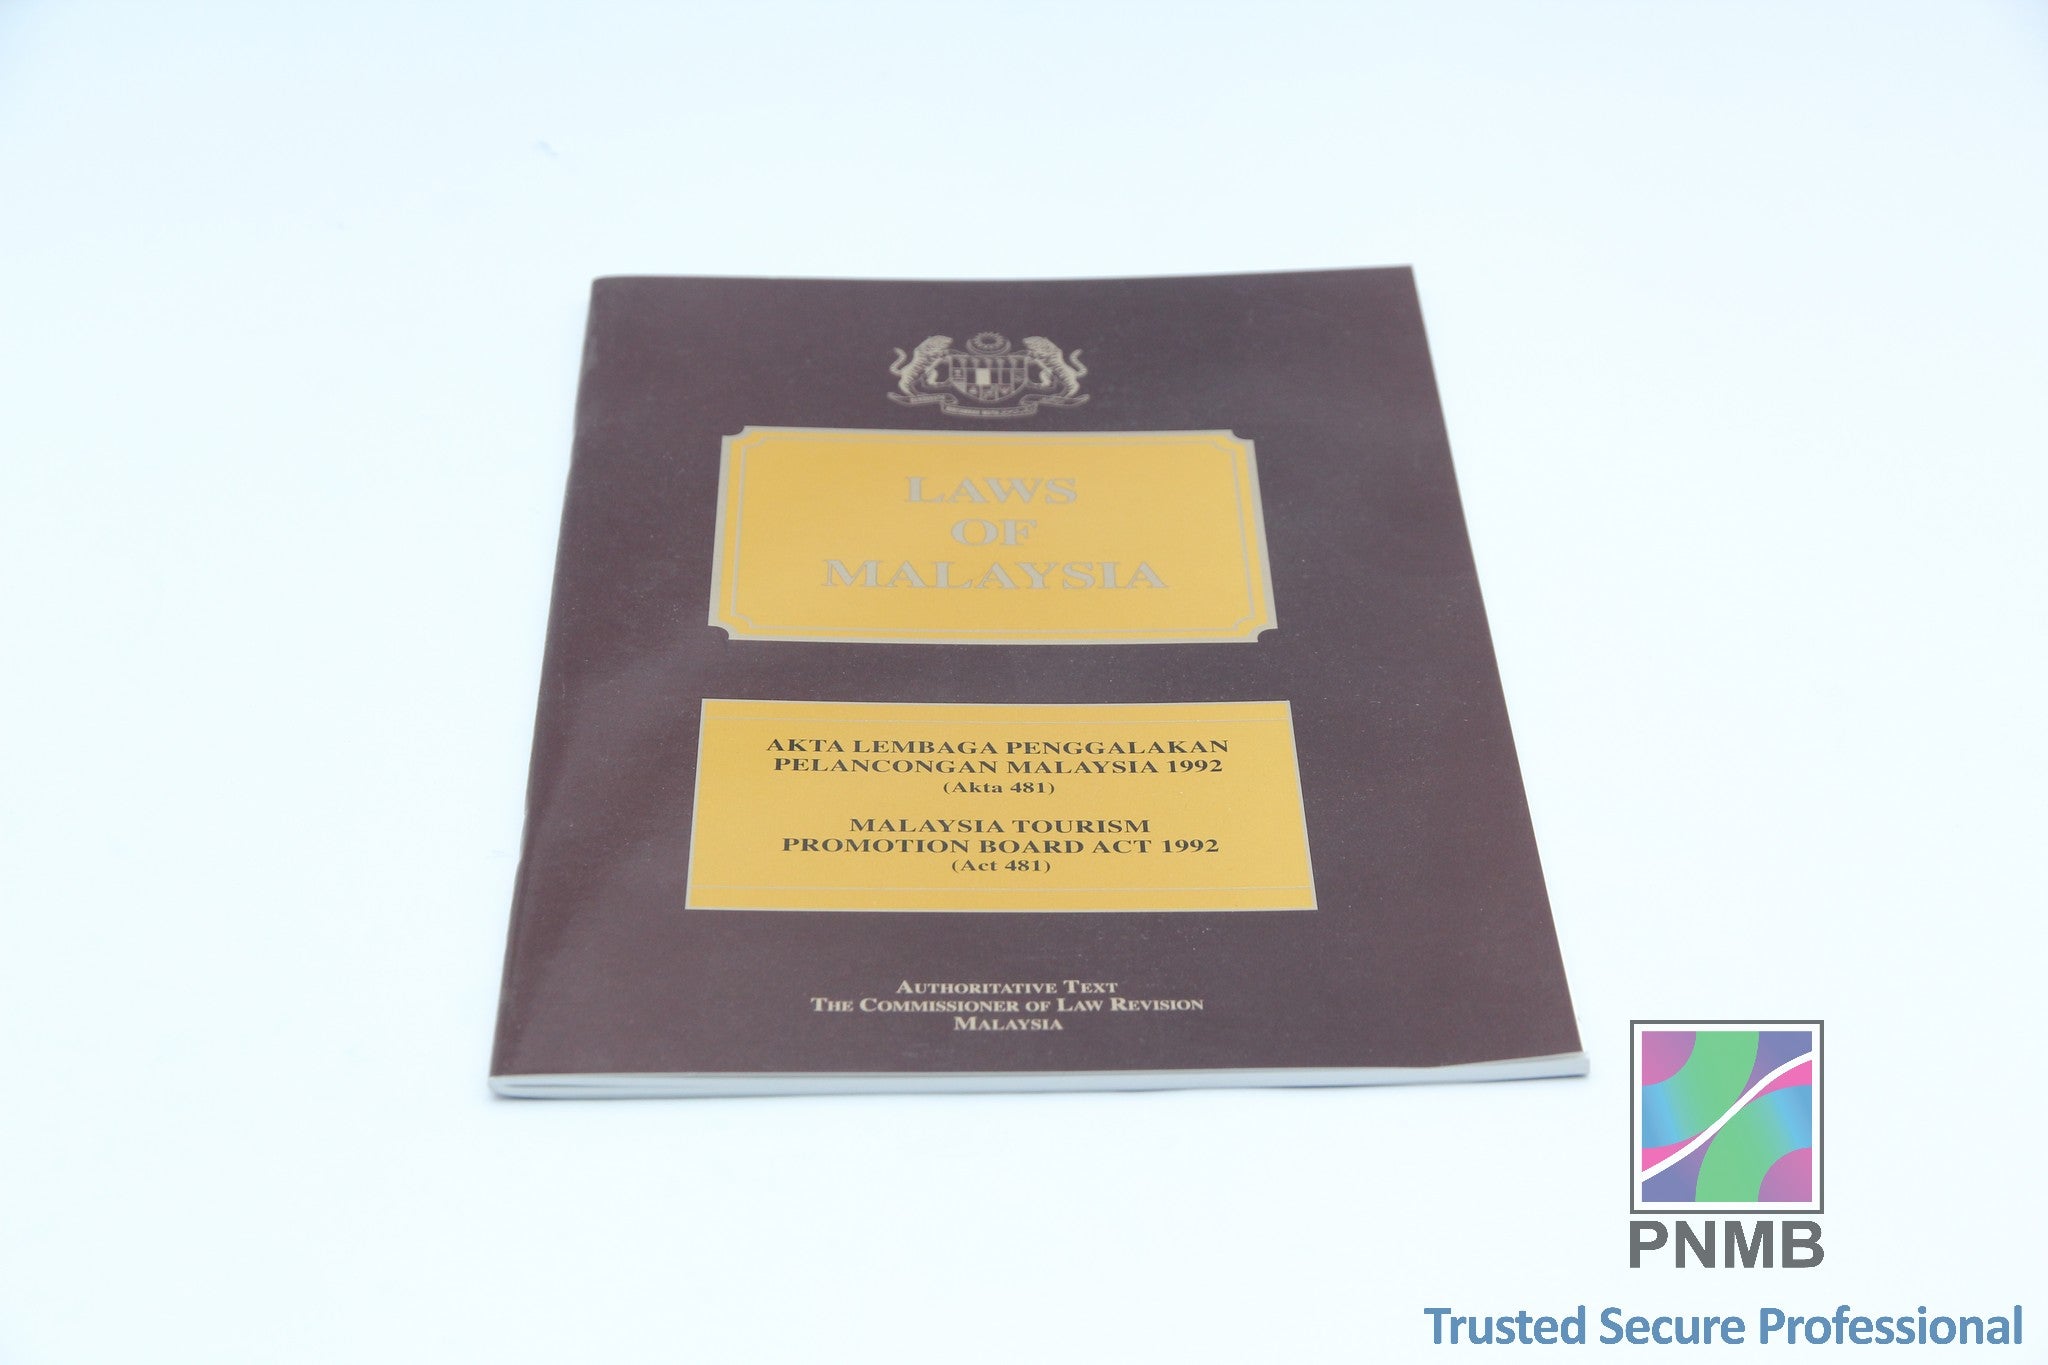 LAWS
OF
MALAYSIA
AKTA LEMBAGA PENGGALAKAN
PELANCONGAN MALAYSIA 1992
(Akta 481)
MALAYSIA TOURISM
PROMOTION BOARD ACT 1992
(Act 481)
AUTHORITATIVE TEXT
THE COMMISSIONER OF LAW REVISION
MALAYSIA
PNMB
Trusted Secure Professional